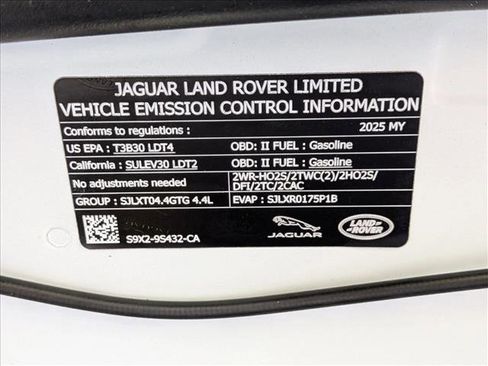 JAGUAR LAND ROVER LIMITED
VEHICLE EMISSION CONTROL INFORMATION
Conforms to regulations : 2025 MY
US EPA : T3B30 LDT4 OBD: II FUEL : Gasoline
California : SULEV30 LDT2 OBD: II FUEL : Gasoline
No adjustments needed 2WR-HO2S/2TWC(2)/2HO2S/
DFI/2TC/2CAC
GROUP : SJLXT04.4GTG 4.4L EVAP : SJLXR0175P1B
S9X2-9S432-CA JAGUAR LAND-
ROVER